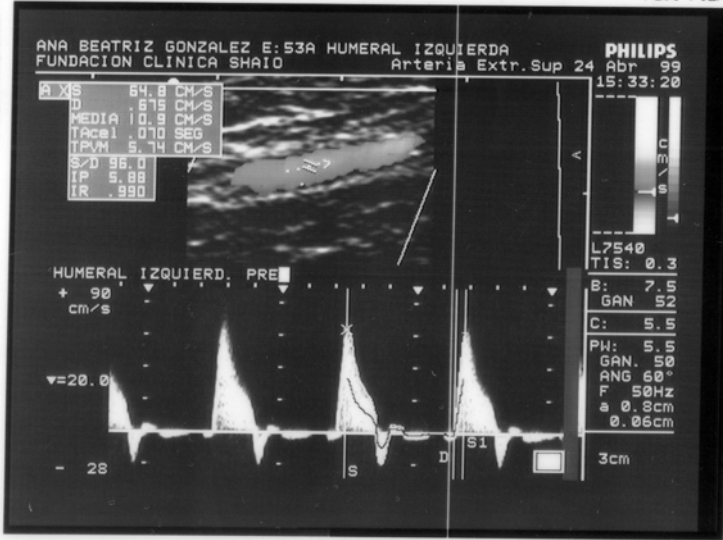 ANA BEATRIZ GONZALEZ E:53A HUMERAL IZQUIERDA
PHILIPS
FUNDACION CLINICA SHAIO
Arteria Extr.Sup 24 Abr 99
15:33:20
A X
S 64.8 CM/S
D .675 CM/S
MEDIA 10.9 CM/S
TAcel .070 SEG
TPVM 5.74 CM/S
S/D 96.0
IP 5.88
IR .990
cm/s
V
L7540
TIS: 0.3
HUMERAL IZQUIERD. PRE
B: 7.5
GAN 52
C: 5.5
PW: 5.5
GAN. 50
ANG 60°
F 50Hz
a 0.8cm
0.06cm
3cm
+ 90
cm/s
▼=20.0
- 28
S
D
S1